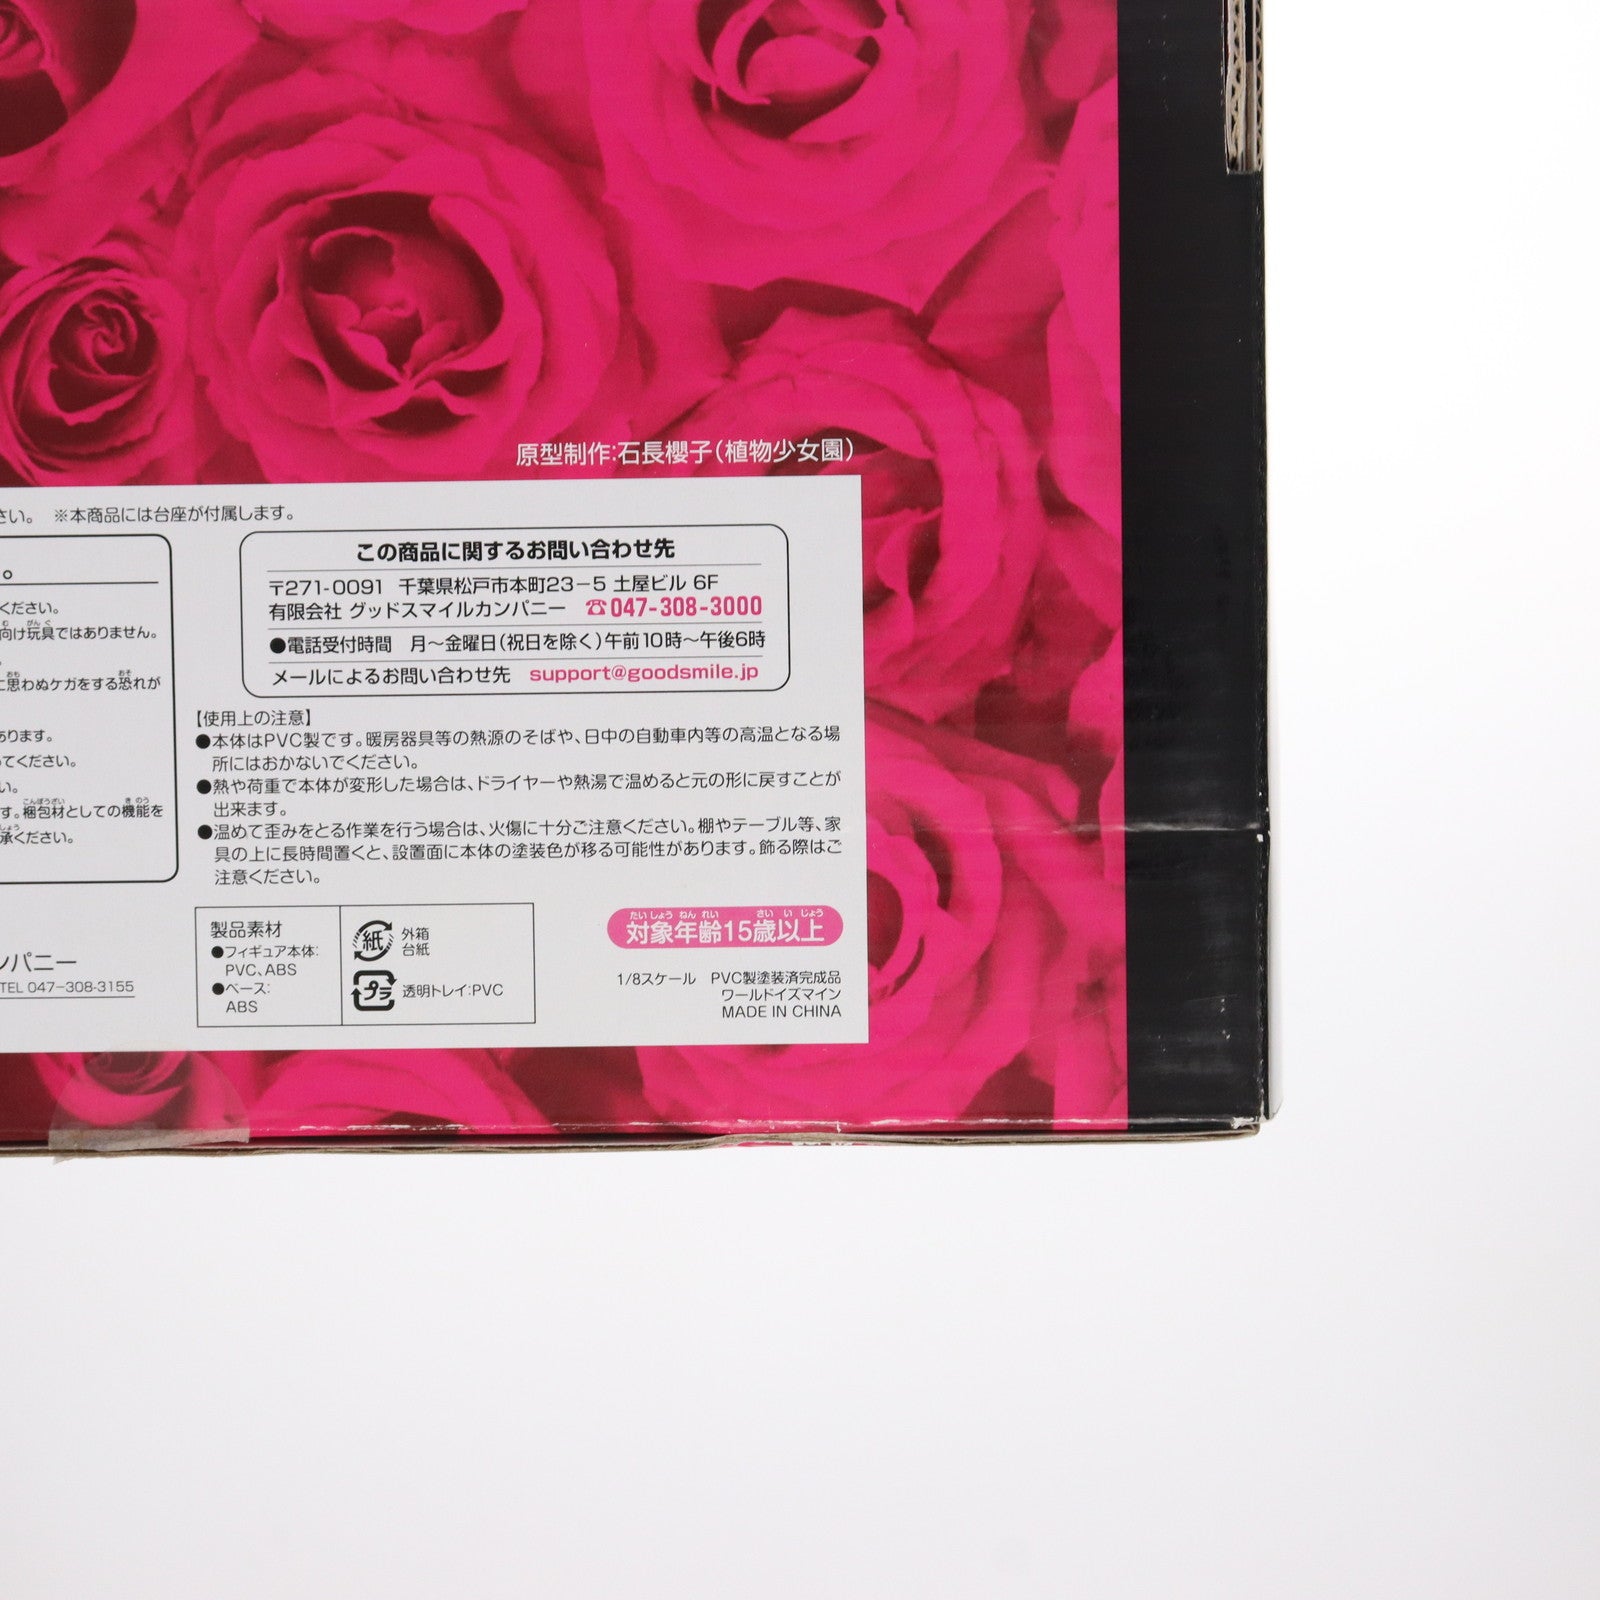 原型制作:石長櫻子(植物少女園)
さい。 ※本商品には台座が付属します。
ください。
向け玩具ではありません。
に思わぬケガをする恐れが
あります。
てください。
い。
す。梱包材としての機能を
承ください。
ンパニー
TEL 047-308-3155
この商品に関するお問い合わせ先
〒271-0091 千葉県松戸市本町23-5 土屋ビル 6F
有限会社 グッドスマイルカンパニー ☎047-308-3000
●電話受付時間 月~金曜日(祝日を除く)午前10時~午後6時
メールによるお問い合わせ先 support@goodsmile.jp
【使用上の注意】
●本体はPVC製です。暖房器具等の熱源のそばや、日中の自動車内等の高温となる場
所にはおかないでください。
●熱や荷重で本体が変形した場合は、ドライヤーや熱湯で温めると元の形に戻すことが
出来ます。
●温めて歪みをとる作業を行う場合は、火傷に十分ご注意ください。棚やテーブル等、家
具の上に長時間置くと、設置面に本体の塗装色が移る可能性があります。飾る際はご
注意ください。
製品素材
●フィギュア本体:
PVC、ABS
●ベース:
ABS
紙 外箱
台紙
プラ 透明トレイ:PVC
たいしょうねんれい さいいじょう
対象年齢15歳以上
1/8スケール PVC製塗装済完成品
ワールドイズマイン
MADE IN CHINA